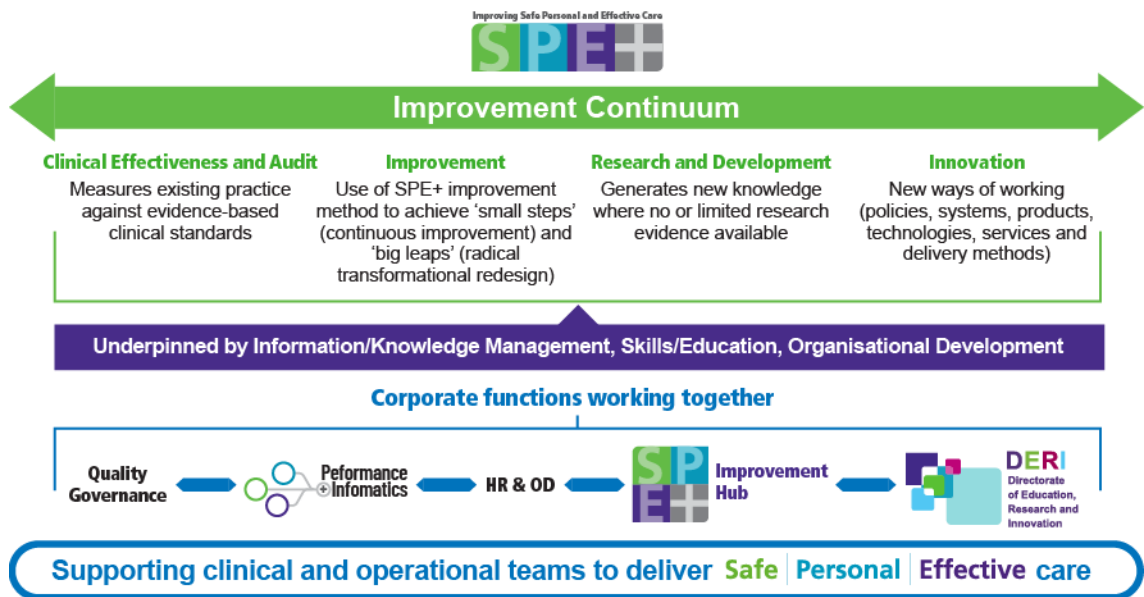 Improving Safe Personal and Effective Care
SPE+
Improvement Continuum
Clinical Effectiveness and Audit
Measures existing practice
against evidence-based
clinical standards
Improvement
Use of SPE+ improvement
method to achieve ‘small steps’
(continuous improvement) and
‘big leaps’ (radical
transformational redesign)
Research and Development
Generates new knowledge
where no or limited research
evidence available
Innovation
New ways of working
(policies, systems, products,
technologies, services and
delivery methods)
Underpinned by Information/Knowledge Management, Skills/Education, Organisational Development
Corporate functions working together
Quality
Governance
Peformance
+ Infomatics
HR & OD
SP
E+
Improvement
Hub
DERI
Directorate
of Education,
Research and
Innovation
Supporting clinical and operational teams to deliver Safe | Personal | Effective care